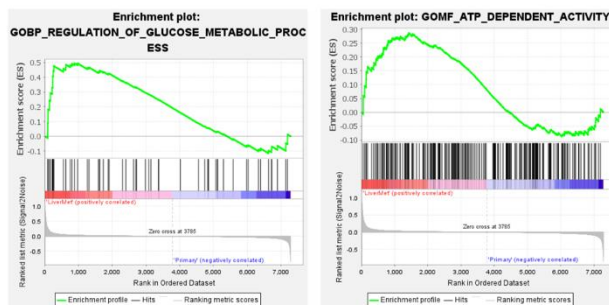 Enrichment plot:
GOBP_REGULATION_OF_GLUCOSE_METABOLIC_PROC
ESS
Enrichment score (ES)
0.5
0.4
0.3
0.2
0.1
0.0
-0.1
'LiverMet' (positively correlated)
Ranked list metric (Signal2Noise)
1.0
0.5
0.0
-0.5
Zero cross at 3785
'Primary' (negatively correlated)
0 1,000 2,000 3,000 4,000 5,000 6,000 7,000
Rank in Ordered Dataset
Enrichment profile Hits Ranking metric scores
Enrichment plot: GOMF_ATP_DEPENDENT_ACTIVITY
Enrichment score (ES)
0.30
0.25
0.20
0.15
0.10
0.05
0.00
-0.05
-0.10
'LiverMet' (positively correlated)
Ranked list metric (Signal2Noise)
1.0
0.5
0.0
-0.5
Zero cross at 3785
'Primary' (negatively correlated)
0 1,000 2,000 3,000 4,000 5,000 6,000 7,000
Rank in Ordered Dataset
Enrichment profile Hits Ranking metric scores